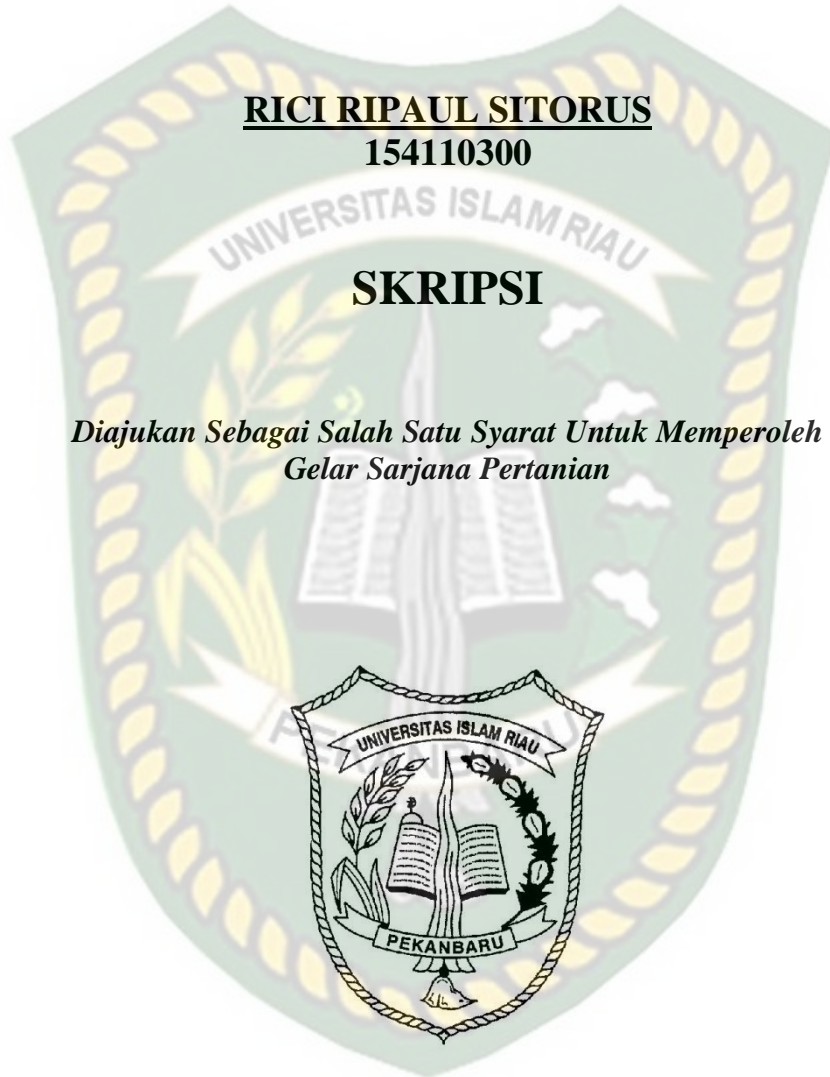 RICI RIPAUL SITORUS
154110300
UNIVERSITAS ISLAM RIAU
SKRIPSI
Diajukan Sebagai Salah Satu Syarat Untuk Memperoleh
Gelar Sarjana Pertanian
PEKANBARU
UNIVERSITAS ISLAM RIAU
PEKANBARU